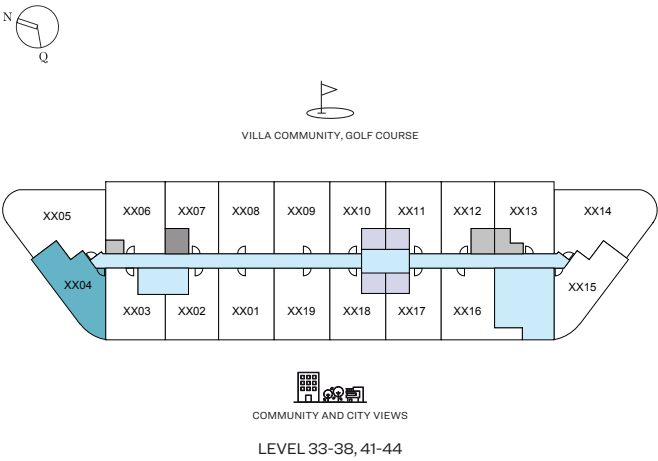 N
Q
VILLA COMMUNITY, GOLF COURSE
XX05 XX06 XX07 XX08 XX09 XX10 XX11 XX12 XX13 XX14
XX04 XX15
XX03 XX02 XX01 XX19 XX18 XX17 XX16
COMMUNITY AND CITY VIEWS
LEVEL 33-38, 41-44